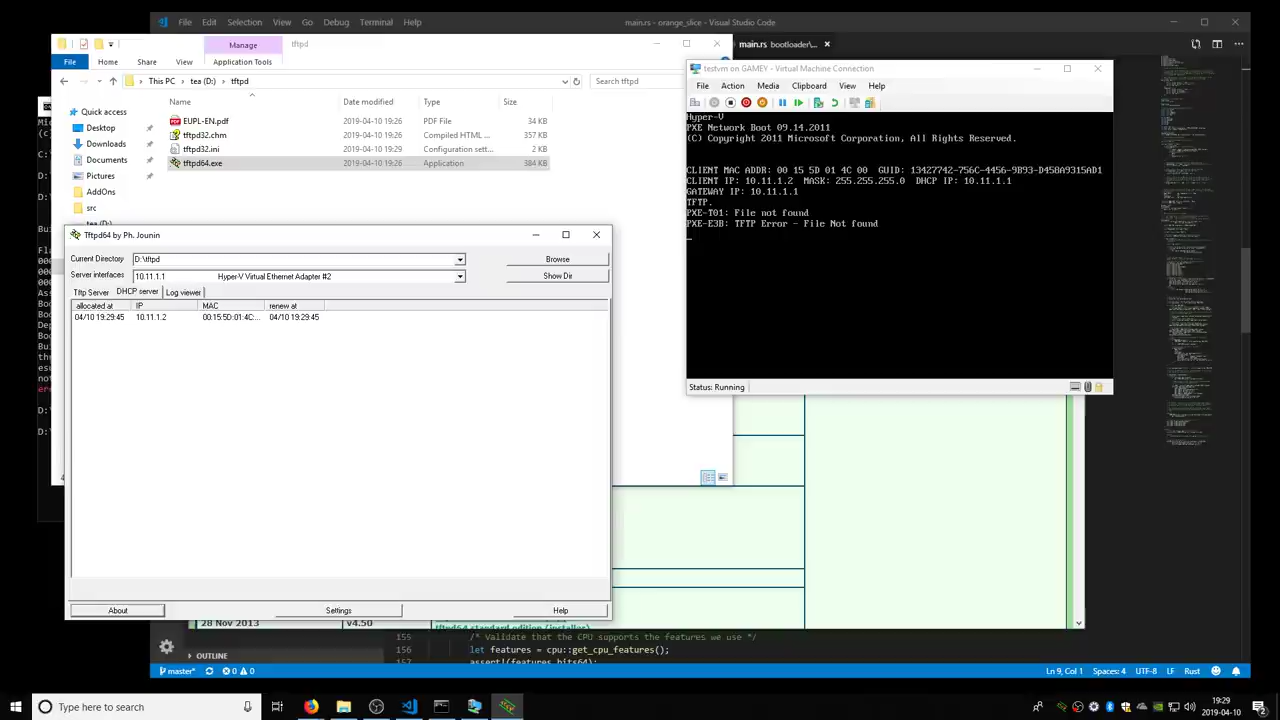 File Edit Selection View Go Debug Terminal Help
main.rs - orange_slice - Visual Studio Code
Manage
tftpd
main.rs bootloader\...
File Home Share View Application Tools
This PC > tea (D:) > tftpd
Search tftpd
Name Date modified Type Size
Quick access
Desktop
Downloads
Documents
Pictures
AddOns
src
tea (D:)
EUPL-EN.pdf 2019-04-10 19:26 PDF File 34 KB
tftpd32.chm 2019-04-10 19:26 Compiled HTML ... 357 KB
tftpd32.ini 2019-04-10 19:29 Configuration sett... 2 KB
tftpd64.exe 2019-04-10 19:26 Application 384 KB
testvm on GAMEY - Virtual Machine Connection
File Action Media Clipboard View Help
Hyper-V
PXE Network Boot 09.14.2011
(C) Copyright 2011 Microsoft Corporation, All Rights Reserved.
CLIENT MAC ADDR: 00 15 5D 01 4C 00 GUID: 13427742-756C-4456-9B93-D458A9315AD1
CLIENT IP: 10.11.1.2 MASK: 255.255.255.0 DHCP IP: 10.11.1.1
GATEWAY IP: 10.11.1.1
TFTP.
PXE-T01: File not found
PXE-E3B: TFTP Error - File Not found
Status: Running
Tftpd64 by Ph. Jounin
Current Directory D:\tftpd Browse
Server interfaces 10.11.1.1 Hyper-V Virtual Ethernet Adapter #2 Show Dir
Tftp Server DHCP server Log viewer
allocated at IP MAC renew at
04/10 19:29:45 10.11.1.2 00:15:5D:01:4C:... 04/10 19:29:45
About Settings Help
28 Nov 2013 v4.50 tftpd64 standard edition (installer)
155 /* Validate that the CPU supports the features we use */
156 let features = cpu::get_cpu_features();
157 assert!(features.bits64);
OUTLINE
master* 0 0
Ln 9, Col 1 Spaces: 4 UTF-8 LF Rust
Type here to search
19:29
2019-04-10
2